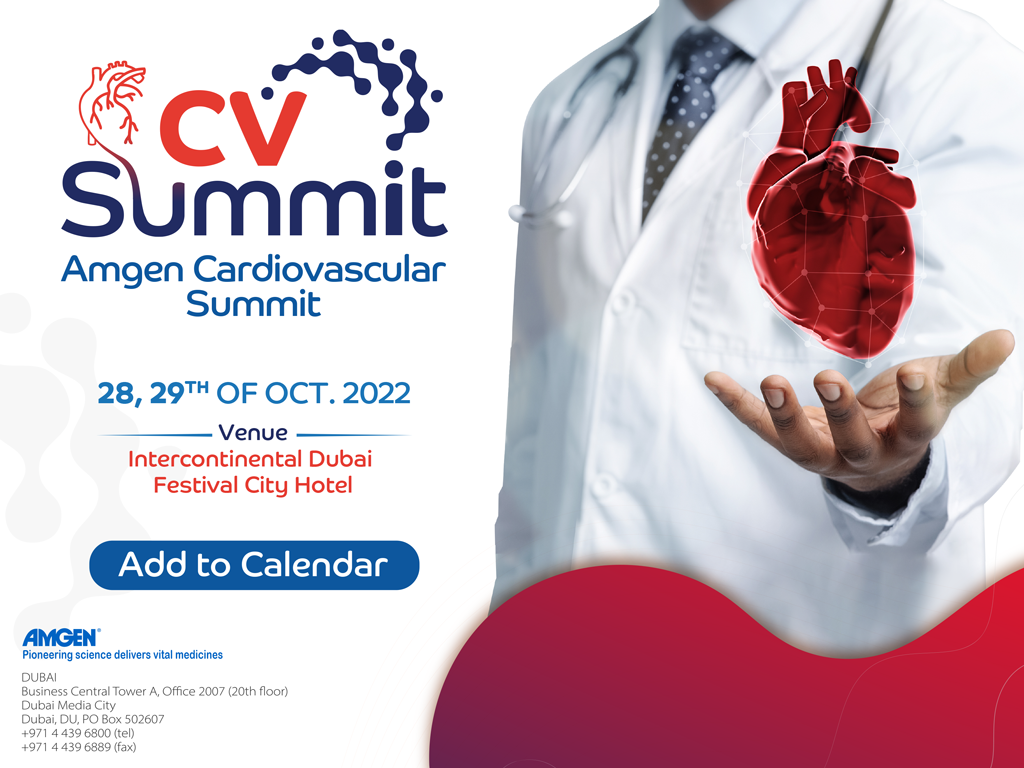 CV
Summit
Amgen Cardiovascular
Summit
28, 29TH OF OCT. 2022
Venue
Intercontinental Dubai
Festival City Hotel
Add to Calendar
AMGEN®
Pioneering science delivers vital medicines
DUBAI
Business Central Tower A, Office 2007 (20th floor)
Dubai Media City
Dubai, DU, PO Box 502607
+971 4 439 6800 (tel)
+971 4 439 6889 (fax)